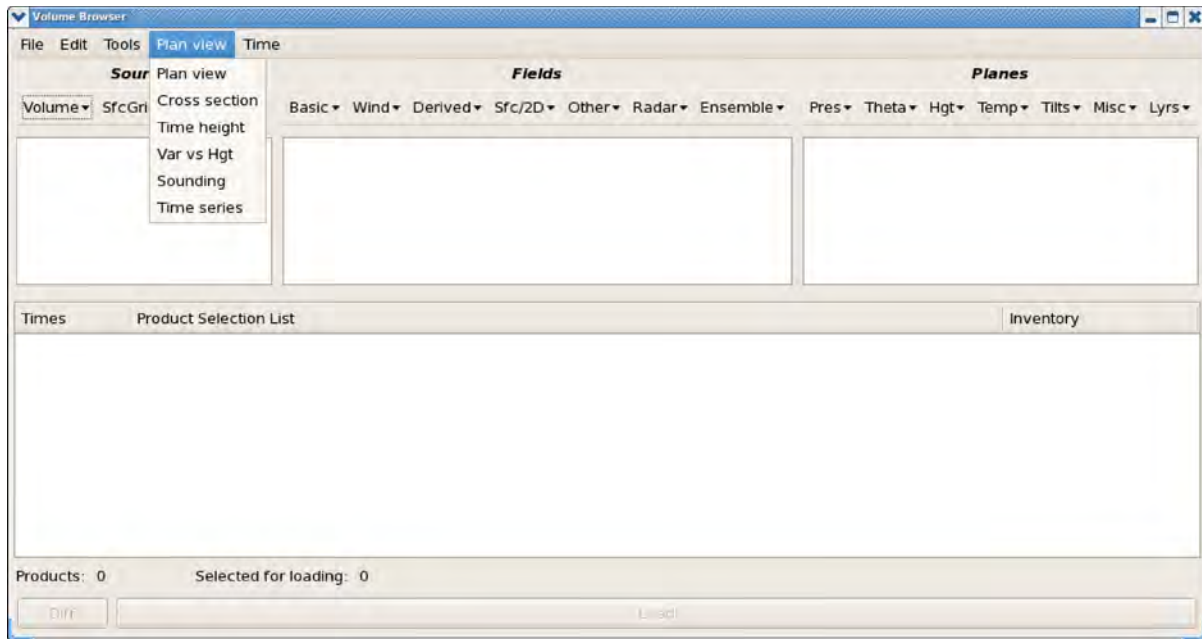 Volume Browser
File Edit Tools Plan view Time
Sour Plan view Fields Planes
Volume SfcGri Cross section Basic Wind Derived Sfc/2D Other Radar Ensemble Pres Theta Hgt Temp Tilts Misc Lyrs
Time height
Var vs Hgt
Sounding
Time series
Times Product Selection List Inventory
Products: 0 Selected for loading: 0
Diff Load!